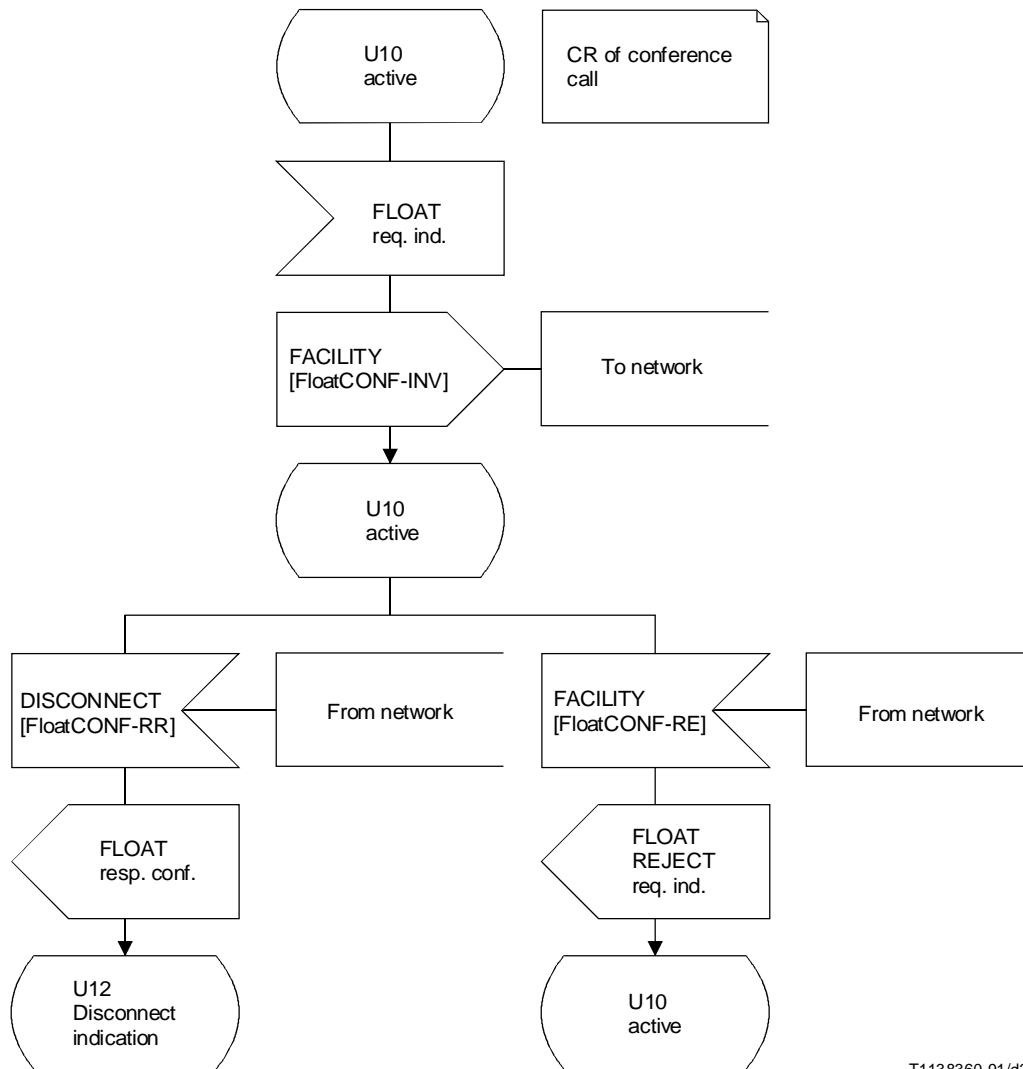 U10
active
CR of conference
call
FLOAT
req. ind.
FACILITY
[FloatCONF-INV]
To network
U10
active
DISCONNECT
[FloatCONF-RR]
From network
FACILITY
[FloatCONF-RE]
From network
FLOAT
resp. conf.
FLOAT
REJECT
req. ind.
U12
Disconnect
indication
U10
active